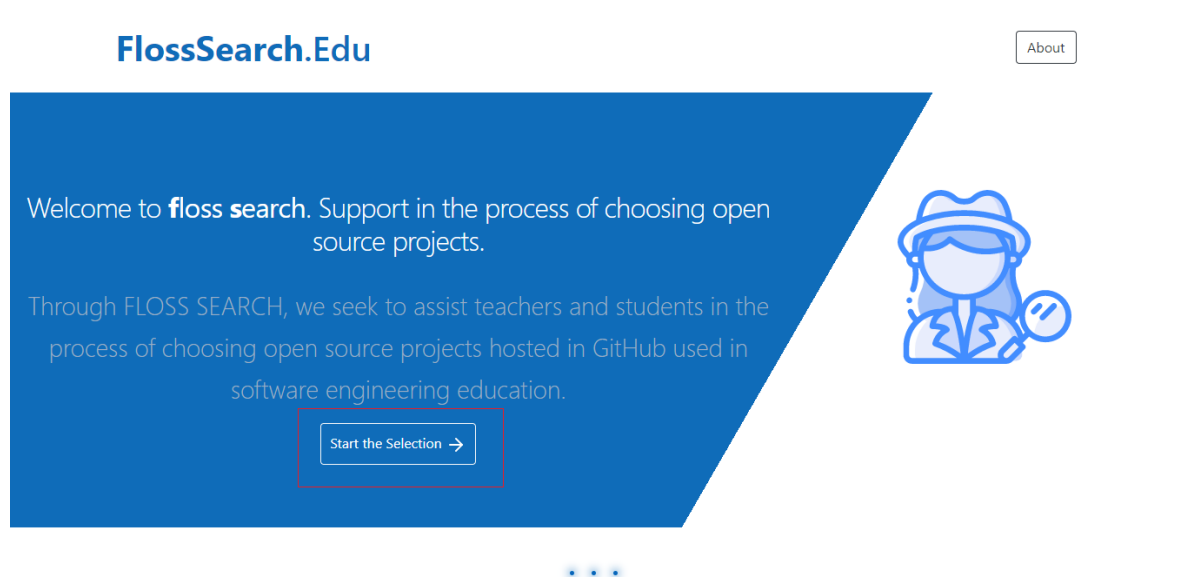 FlossSearch.Edu
About
Welcome to floss search. Support in the process of choosing open
source projects.
Through FLOSS SEARCH, we seek to assist teachers and students in the
process of choosing open source projects hosted in GitHub used in
software engineering education.
Start the Selection →